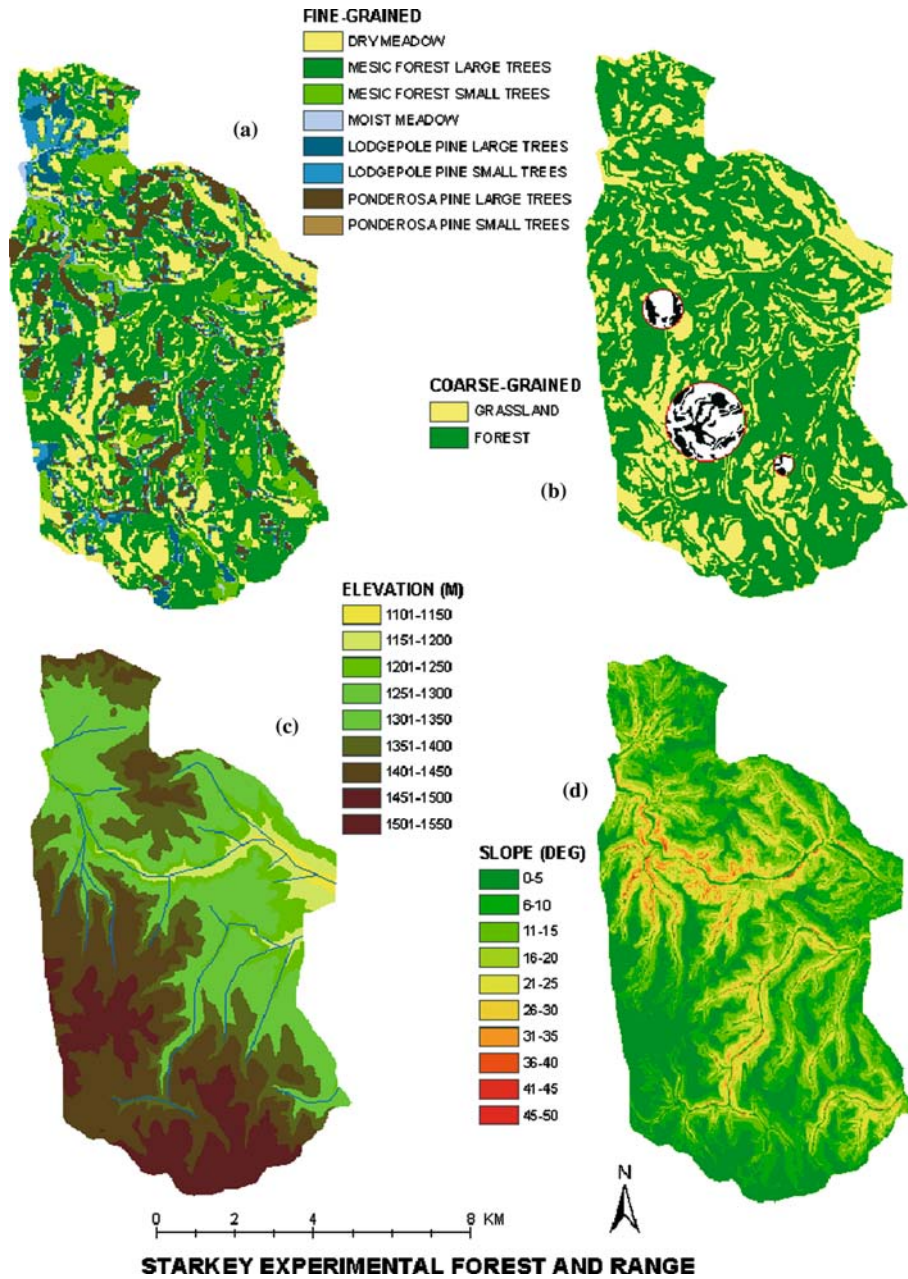 FINE-GRAINED
DRY MEADOW
MESIC FOREST LARGE TREES
MESIC FOREST SMALL TREES
MOIST MEADOW
LODGEPOLE PINE LARGE TREES
LODGEPOLE PINE SMALL TREES
PONDEROSA PINE LARGE TREES
PONDEROSA PINE SMALL TREES
(a)
COARSE-GRAINED
GRASSLAND
FOREST
(b)
ELEVATION (M)
1101-1150
1151-1200
1201-1250
1251-1300
1301-1350
1351-1400
1401-1450
1451-1500
1501-1550
(c)
(d)
SLOPE (DEG)
0-5
6-10
11-15
16-20
21-25
26-30
31-35
36-40
41-45
45-50
N
0 2 4 8 KM
STARKEY EXPERIMENTAL FOREST AND RANGE